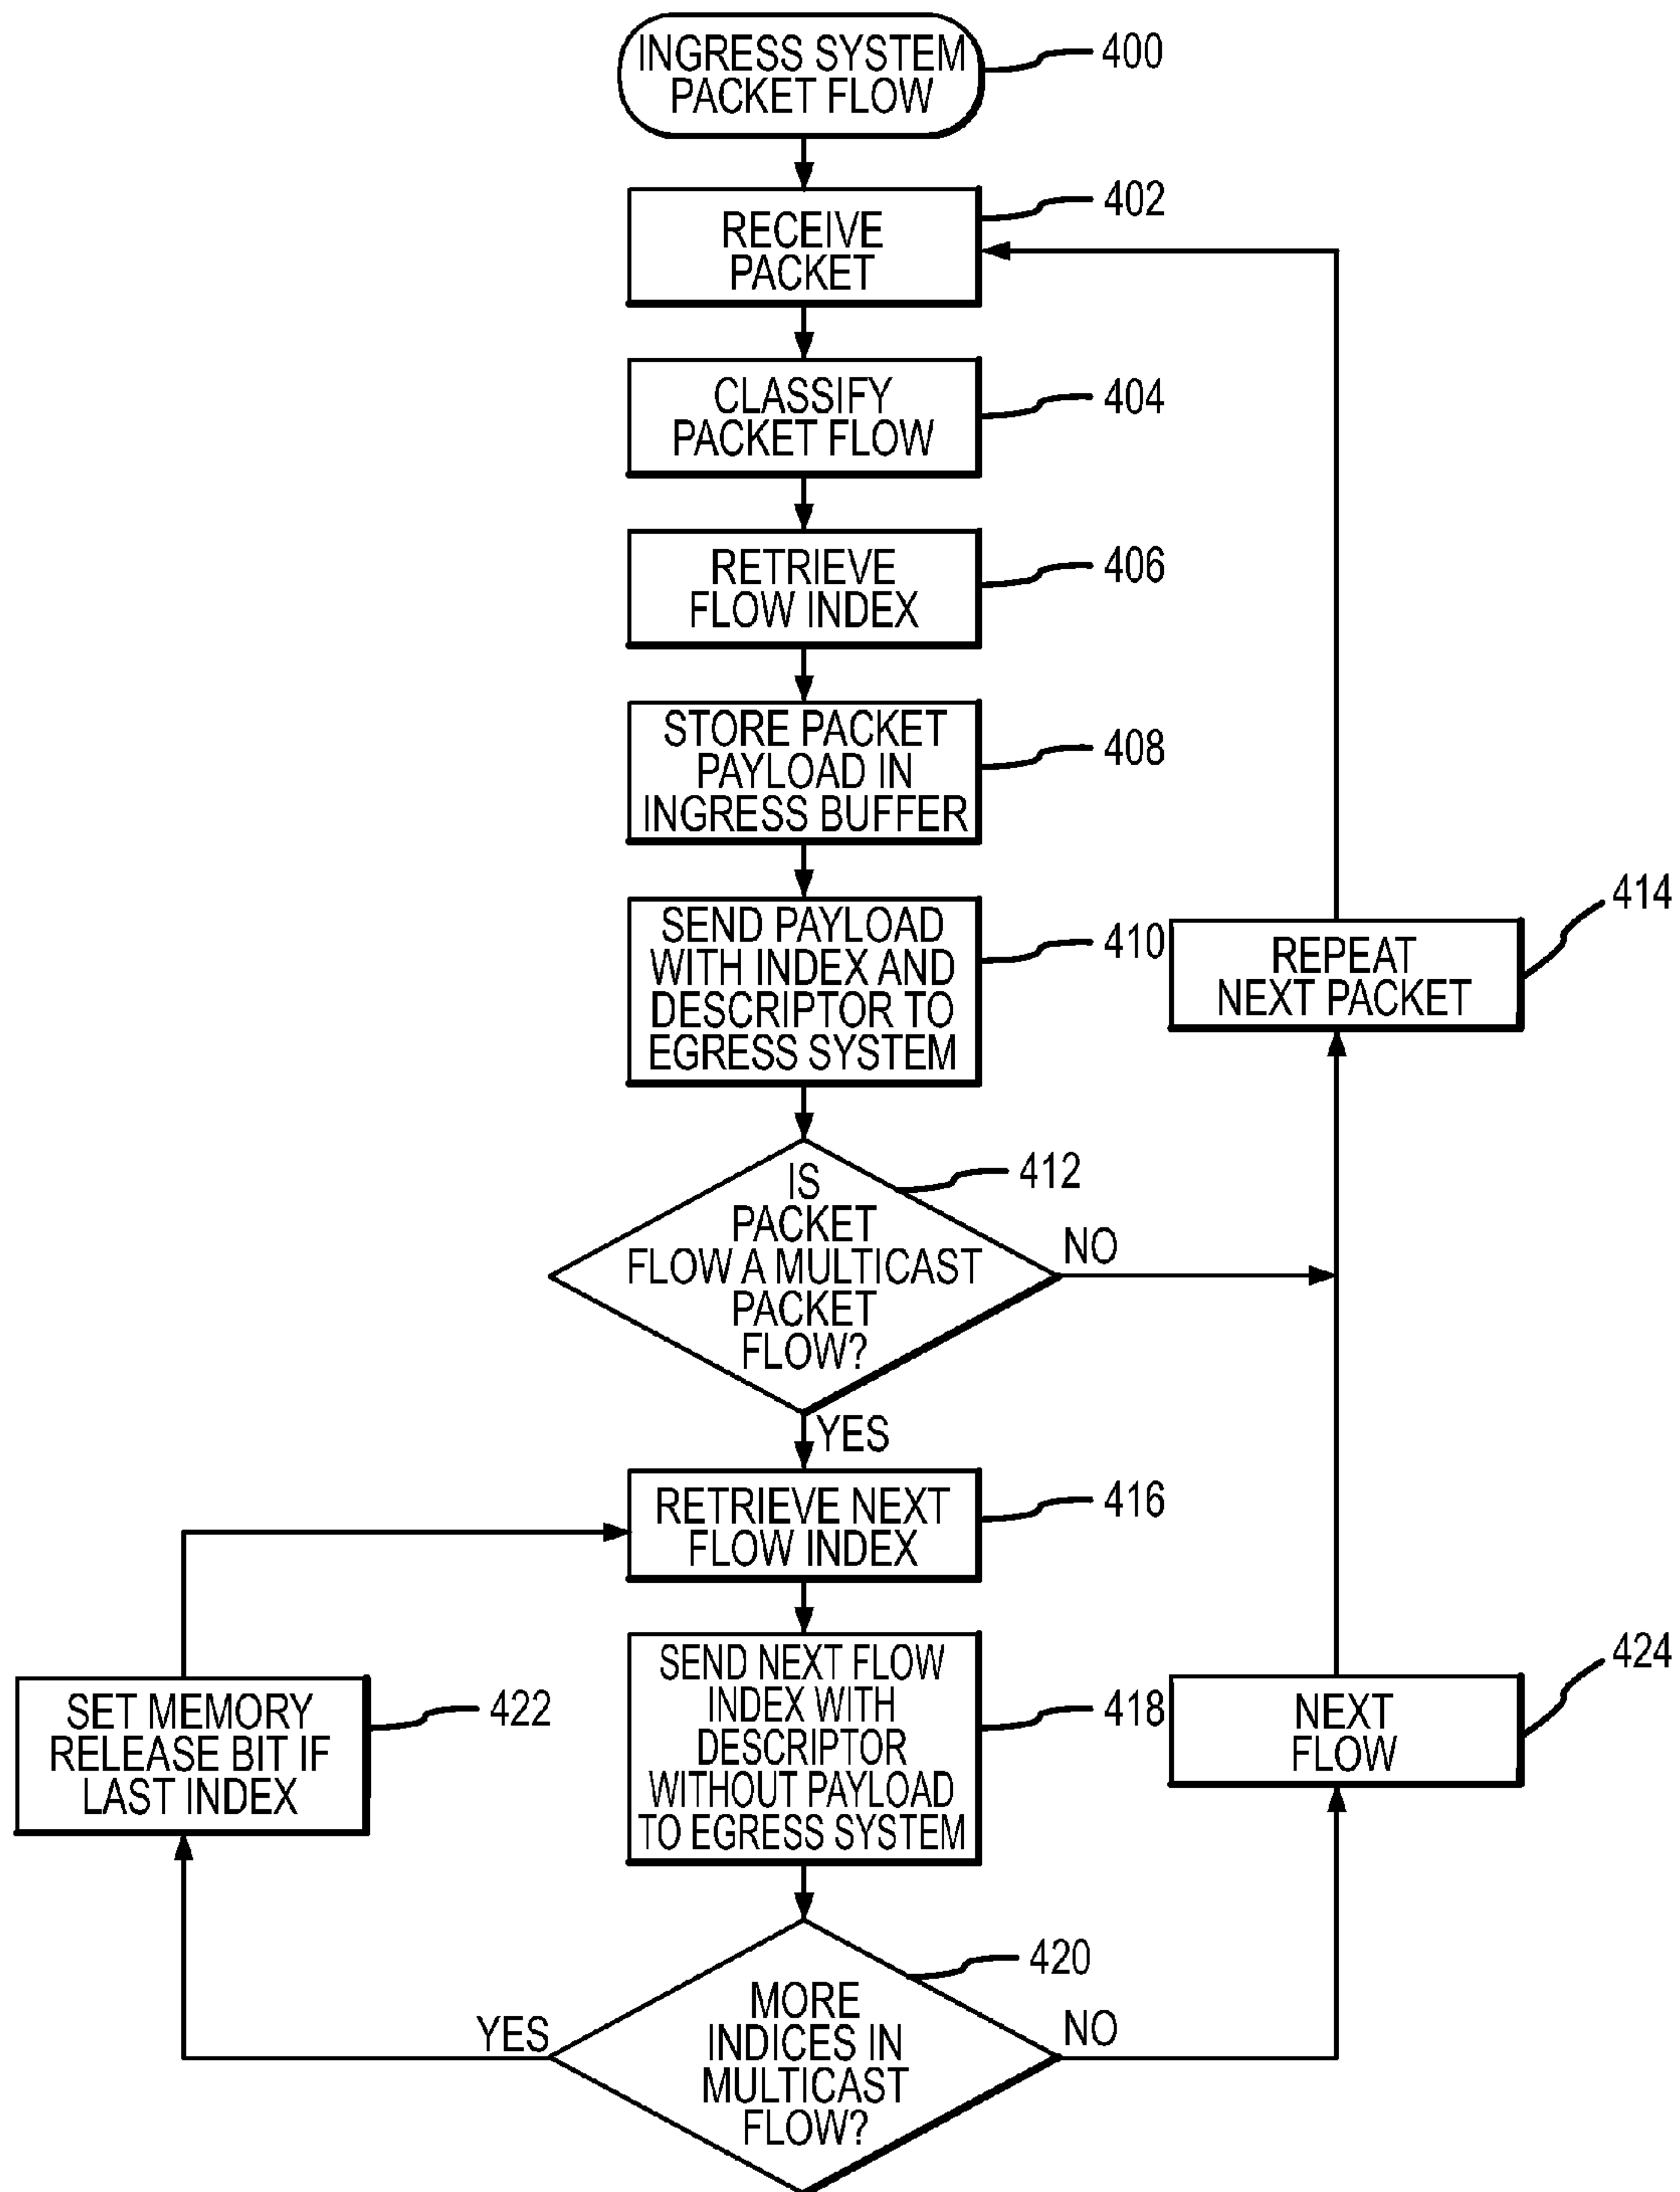 INGRESS SYSTEM
PACKET FLOW
400
RECEIVE
PACKET
402
CLASSIFY
PACKET FLOW
404
RETRIEVE
FLOW INDEX
406
STORE PACKET
PAYLOAD IN
INGRESS BUFFER
408
SEND PAYLOAD
WITH INDEX AND
DESCRIPTOR TO
EGRESS SYSTEM
410
REPEAT
NEXT PACKET
414
IS
PACKET
FLOW A MULTICAST
PACKET
FLOW?
412
NO
YES
RETRIEVE NEXT
FLOW INDEX
416
SEND NEXT FLOW
INDEX WITH
DESCRIPTOR
WITHOUT PAYLOAD
TO EGRESS SYSTEM
418
SET MEMORY
RELEASE BIT IF
LAST INDEX
422
NEXT
FLOW
424
MORE
INDICES IN
MULTICAST
FLOW?
420
YES
NO